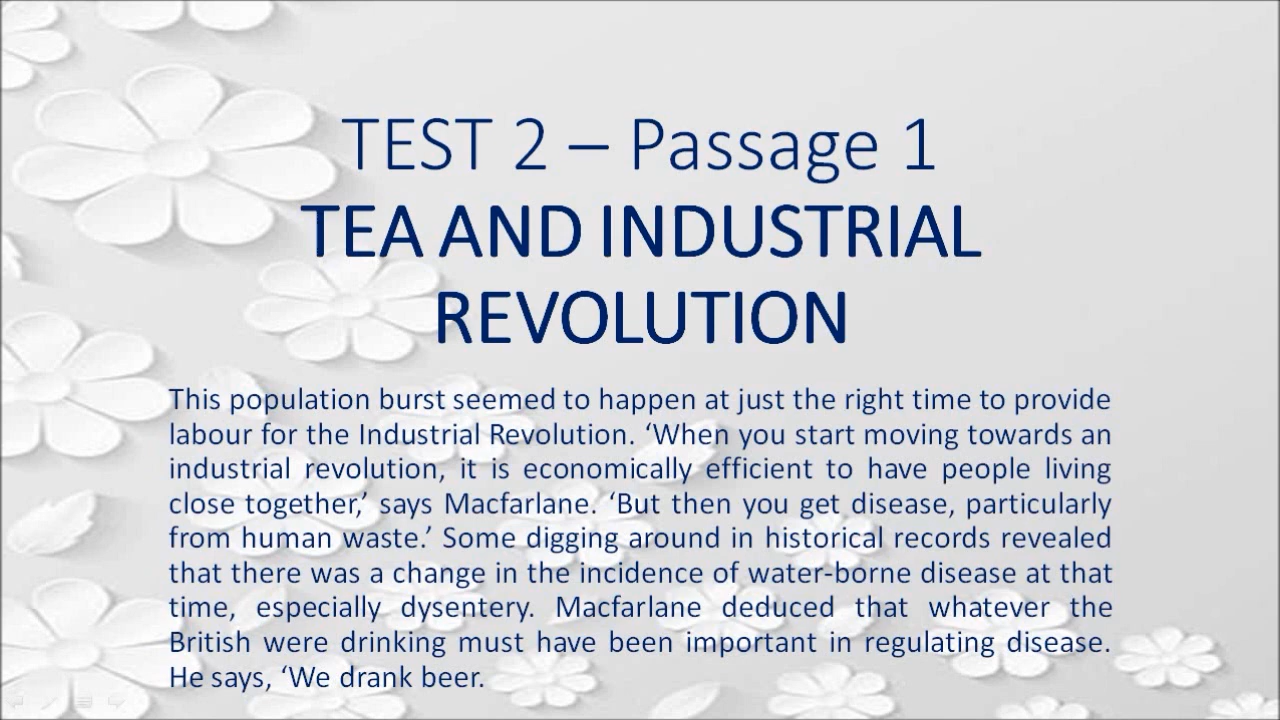 TEST 2 – Passage 1
TEA AND INDUSTRIAL
REVOLUTION
This population burst seemed to happen at just the right time to provide
labour for the Industrial Revolution. ‘When you start moving towards an
industrial revolution, it is economically efficient to have people living
close together,’ says Macfarlane. ‘But then you get disease, particularly
from human waste.’ Some digging around in historical records revealed
that there was a change in the incidence of water-borne disease at that
time, especially dysentery. Macfarlane deduced that whatever the
British were drinking must have been important in regulating disease.
He says, ‘We drank beer.